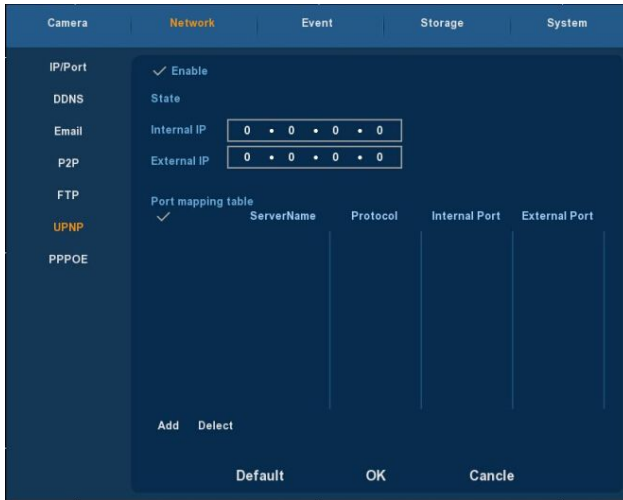 Camera Network Event Storage System
IP/Port
DDNS
Email
P2P
FTP
UPNP
PPPOE
Enable
State
Internal IP 0 • 0 • 0 • 0
External IP 0 • 0 • 0 • 0
Port mapping table
ServerName Protocol Internal Port External Port
Add Delect
Default OK Cancle